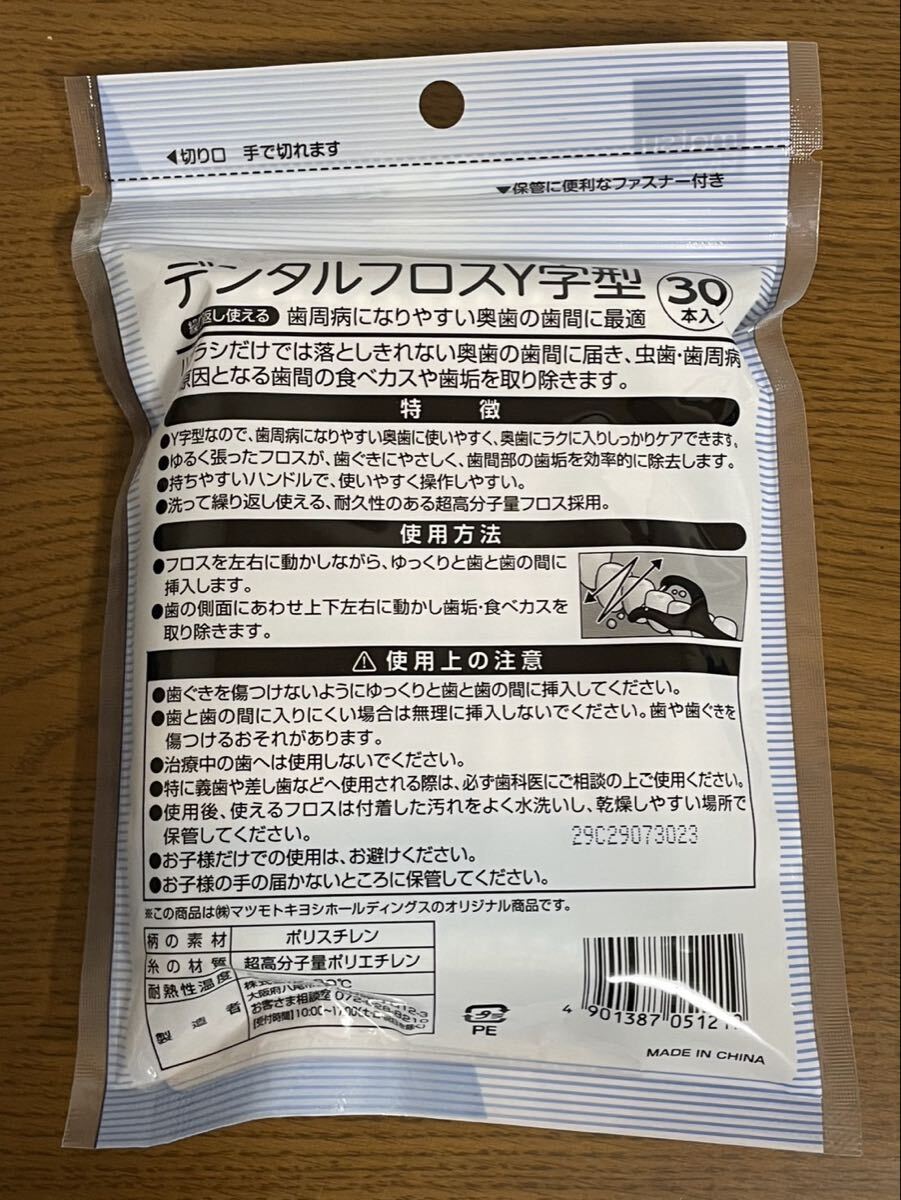 ◀切り口 手で切れます
▼保管に便利なファスナー付き
デンタルフロスY字型
30
本入
返し使える 歯周病になりやすい奥歯の歯間に最適
ブラシだけでは落としきれない奥歯の歯間に届き、虫歯・歯周病
原因となる歯間の食べカスや歯垢を取り除きます。
特 徴
●Y字型なので、歯周病になりやすい奥歯に使いやすく、奥歯にラクに入りしっかりケアできます。
●ゆるく張ったフロスが、歯ぐきにやさしく、歯間部の歯垢を効率的に除去します。
●持ちやすいハンドルで、使いやすく操作しやすい。
●洗って繰り返し使える、耐久性のある超高分子量フロス採用。
使用方法
●フロスを左右に動かしながら、ゆっくりと歯と歯の間に
挿入します。
●歯の側面にあわせ上下左右に動かし歯垢・食べカスを
取り除きます。
⚠使用上の注意
●歯ぐきを傷つけないようにゆっくりと歯と歯の間に挿入してください。
●歯と歯の間に入りにくい場合は無理に挿入しないでください。歯や歯ぐきを
傷つけるおそれがあります。
●治療中の歯へは使用しないでください。
●特に義歯や差し歯などへ使用される際は、必ず歯科医にご相談の上ご使用ください。
●使用後、使えるフロスは付着した汚れをよく水洗いし、乾燥しやすい場所で
保管してください。
29C29073023
●お子様だけでの使用は、お避けください。
●お子様の手の届かないところに保管してください。
※この商品は㈱マツモトキヨシホールディングスのオリジナル商品です。
柄の素材 ポリスチレン
糸の材質 超高分子量ポリエチレン
耐熱性温度 ℃
製造者 株式
大阪府八尾
お客さま相談室
[受付時間]10:00~
PE
4 901387 05121
MADE IN CHINA